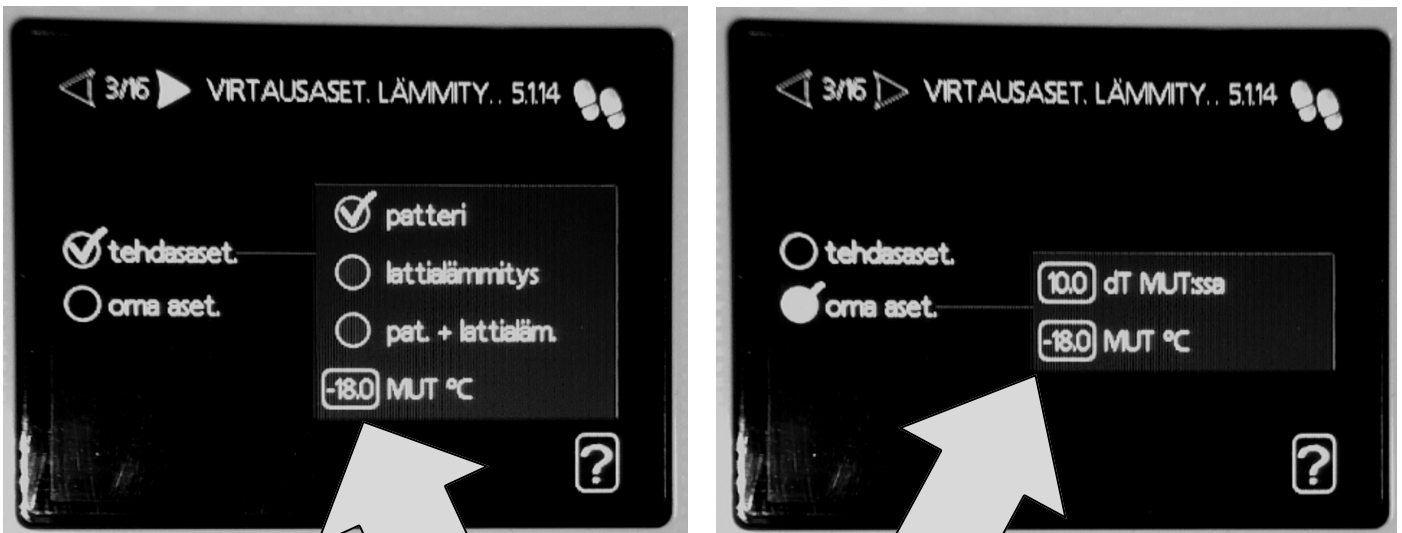 3/16 VIRTAUSASET. LÄMMITY.. 5.1.14
tehdasaset.
oma aset.
patteri
lattialämmitys
pat. + lattialäm.
-18.0 MUT °C
?
3/16 VIRTAUSASET. LÄMMITY.. 5.1.14
tehdasaset.
oma aset.
10.0 dT MUT:ssa
-18.0 MUT °C
?